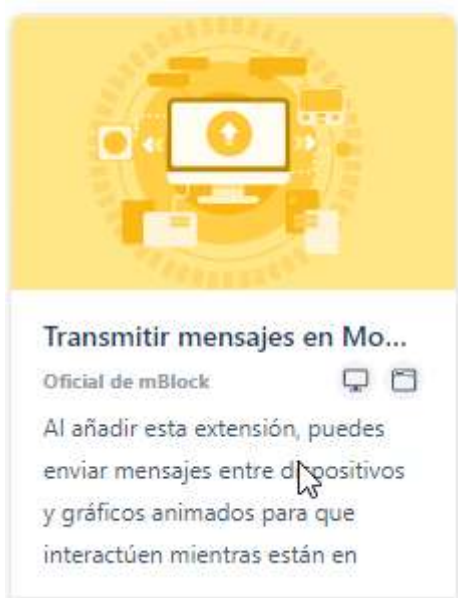 Transmitir mensajes en Mo...
Oficial de mBlock
Al añadir esta extensión, puedes
enviar mensajes entre dispositivos
y gráficos animados para que
interactúen mientras están en